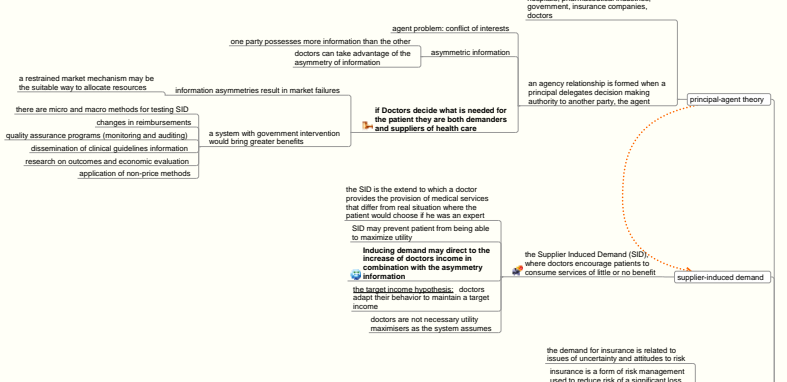 government, insurance companies,
doctors
agent problem: conflict of interests
one party possesses more information than the other
doctors can take advantage of the
asymmetry of information
asymmetric information
an agency relationship is formed when a
principal delegates decision making
authority to another party, the agent
principal-agent theory
a restrained market mechanism may be
the suitable way to allocate resources
information asymmetries result in market failures
if Doctors decide what is needed for
the patient they are both demanders
and suppliers of health care
there are micro and macro methods for testing SID
changes in reimbursements
quality assurance programs (monitoring and auditing)
dissemination of clinical guidelines information
research on outcomes and economic evaluation
application of non-price methods
a system with government intervention
would bring greater benefits
the SID is the extend to which a doctor
provides the provision of medical services
that differ from real situation where the
patient would choose if he was an expert
SID may prevent patient from being able
to maximize utility
Inducing demand may direct to the
increase of doctors income in
combination with the asymmetry
information
the target income hypothesis: doctors
adapt their behavior to maintain a target
income
doctors are not necessary utility
maximisers as the system assumes
the Supplier Induced Demand (SID),
where doctors encourage patients to
consume services of little or no benefit
supplier-induced demand
the demand for insurance is related to
issues of uncertainty and attitudes to risk
insurance is a form of risk management
used to reduce risk of a significant loss